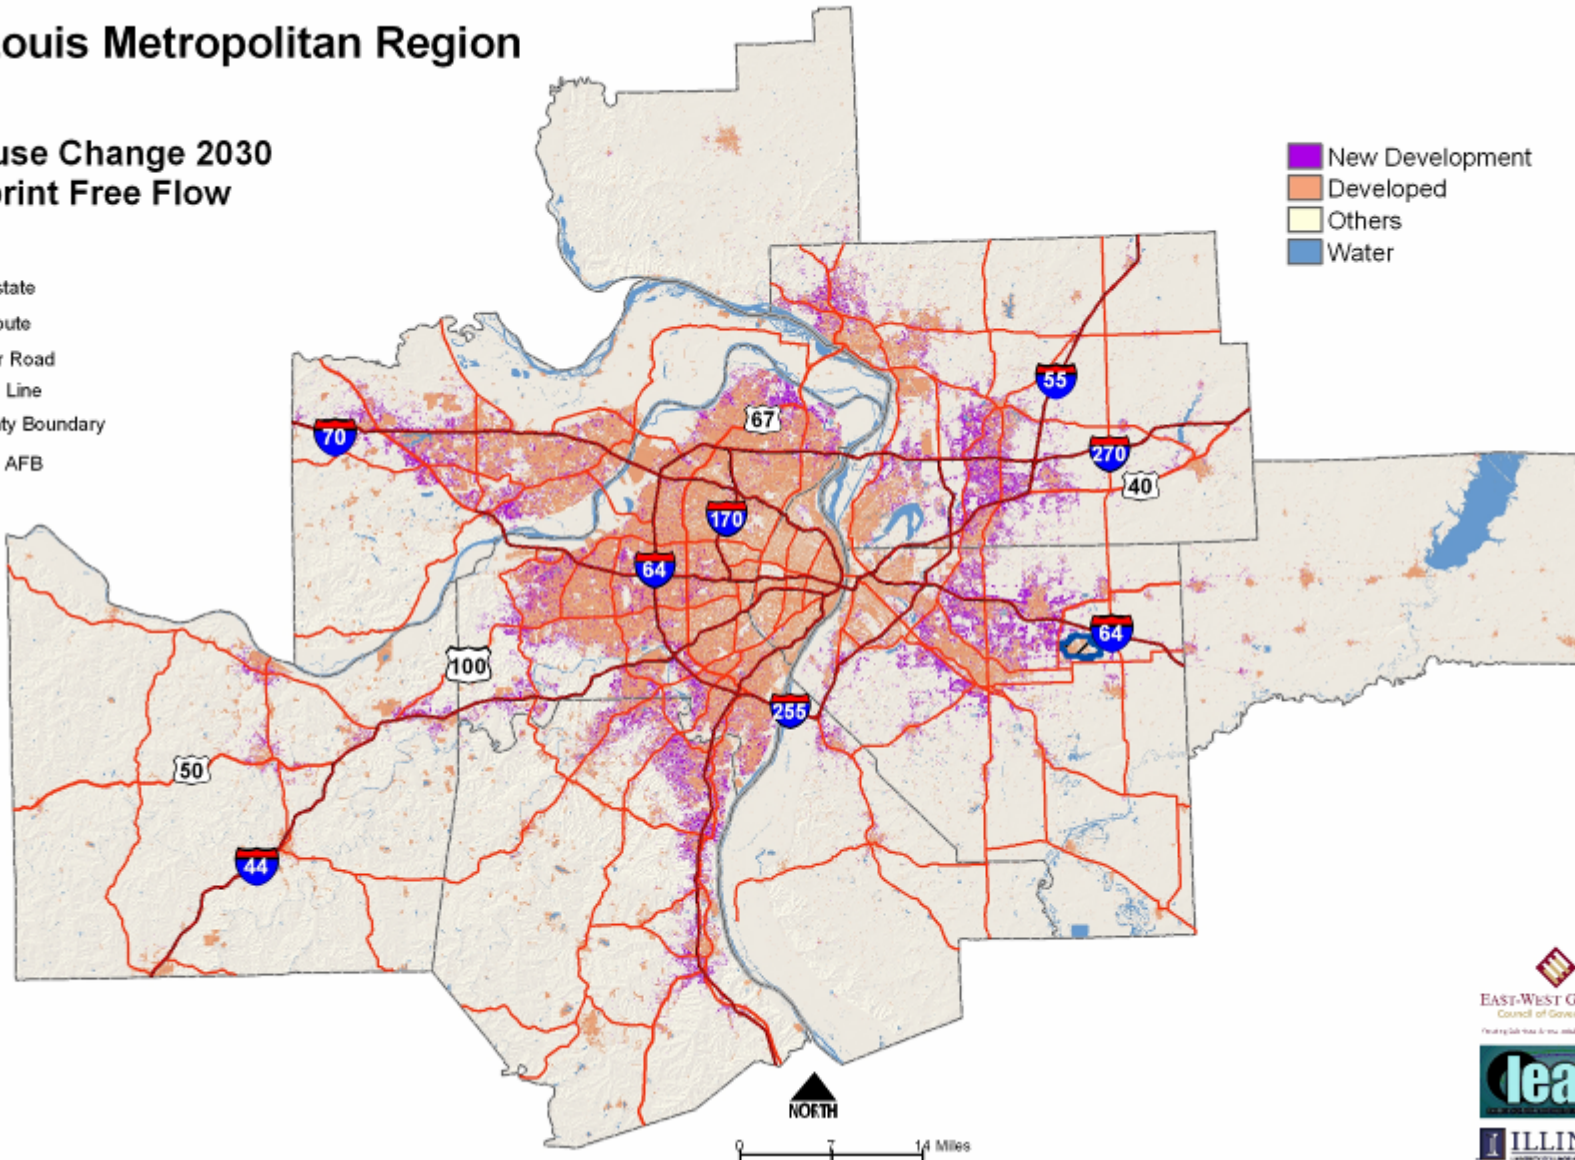 ouis Metropolitan Region
use Change 2030
print Free Flow
state
oute
r Road
Line
ty Boundary
AFB
New Development
Developed
Others
Water
70
67
55
270
40
170
64
64
100
255
50
44
NORTH
0 7 14 Miles
EAST-WEST G
Council of Gove
lea
ILLIN